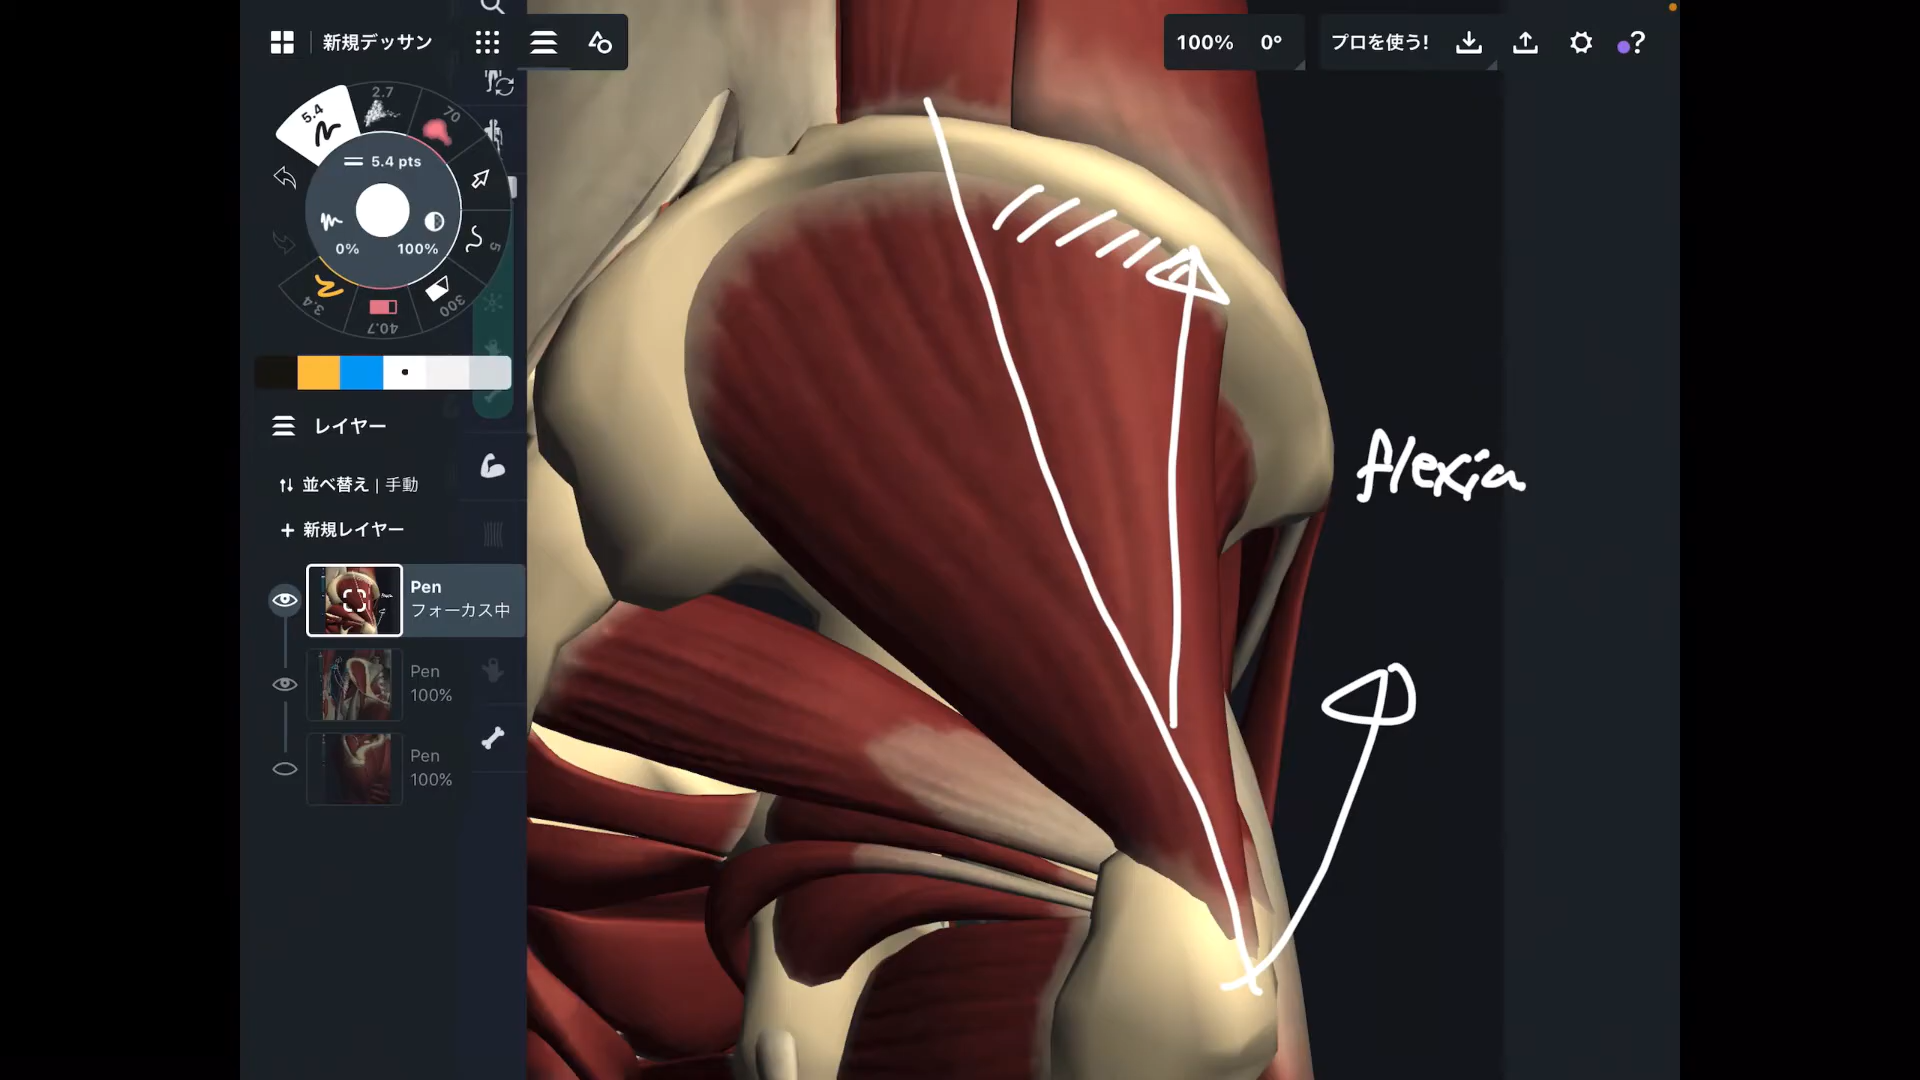 新規デッサン
100% 0° プロを使う! ?
2.7
5.4
70
5.4 pts
5
0% 100%
3.4
300
40.7
レイヤー
並べ替え | 手動
新規レイヤー
Pen
フォーカス中
Pen
100%
Pen
100%
flexion